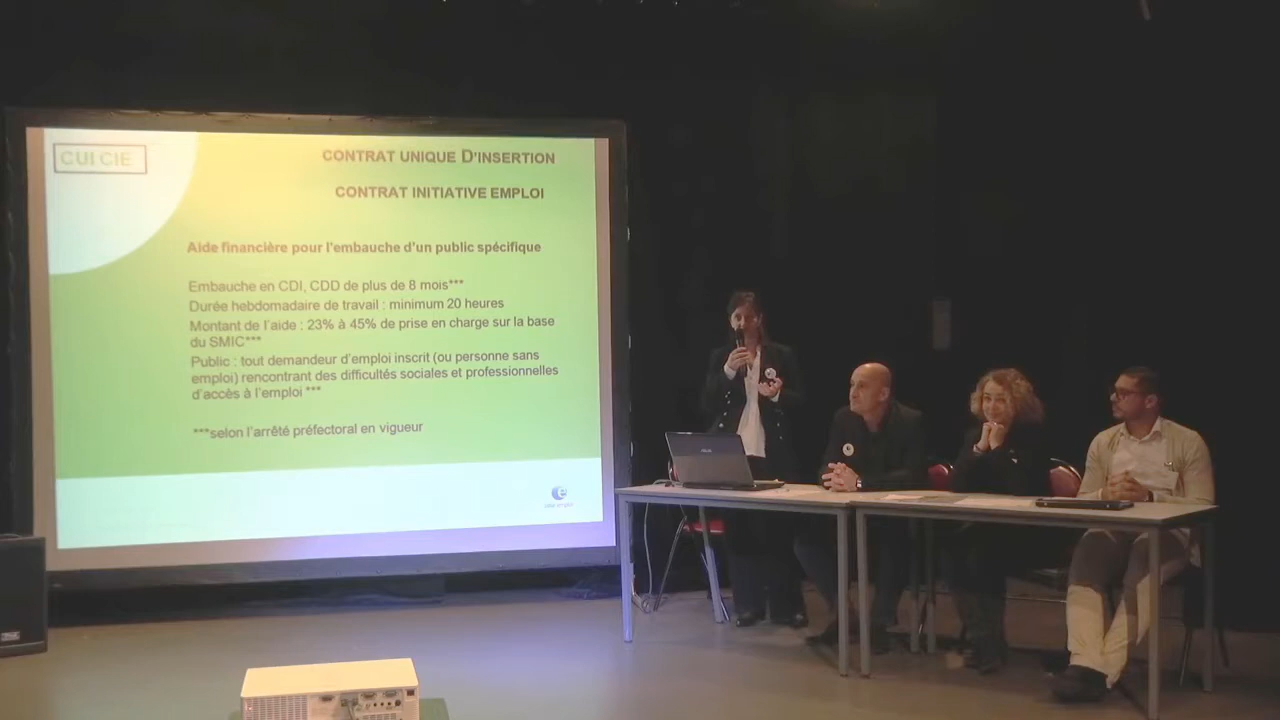 CUI CIE
CONTRAT UNIQUE D'INSERTION
CONTRAT INITIATIVE EMPLOI
Aide financière pour l'embauche d'un public spécifique
Embauche en CDI, CDD de plus de 8 mois***
Durée hebdomadaire de travail : minimum 20 heures
Montant de l'aide : 23% à 45% de prise en charge sur la base
du SMIC***
Public : tout demandeur d'emploi inscrit (ou personne sans
emploi) rencontrant des difficultés sociales et professionnelles
d'accès à l'emploi ***
***selon l'arrêté préfectoral en vigueur
pôle emploi